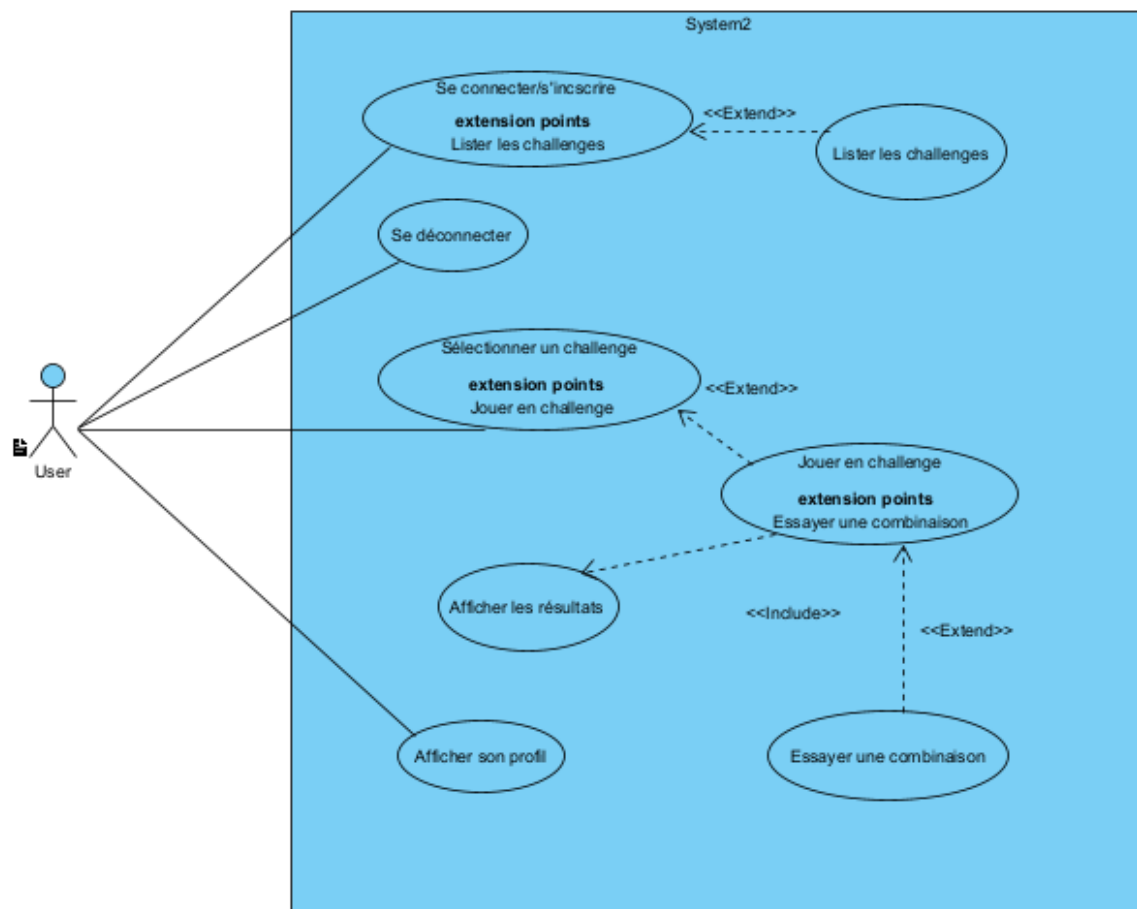 System2
Se connecter/s'incscrire
extension points
Lister les challenges
<<Extend>>
Lister les challenges
Se déconnecter
Sélectionner un challenge
extension points
Jouer en challenge
<<Extend>>
Jouer en challenge
extension points
Essayer une combinaison
User
Afficher les résultats
<<Include>>
<<Extend>>
Afficher son profil
Essayer une combinaison